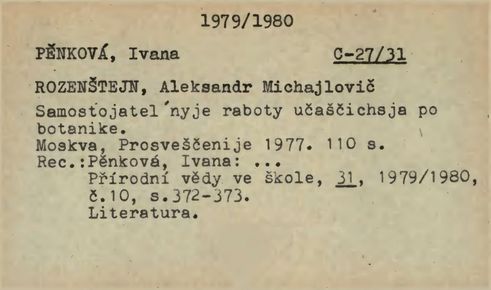 1979/1980
PĚNKOVÁ, Ivana C-27/31
ROZENŠTEJN, Aleksandr Michajlovič
Samostojatel´nyje raboty učaščichsja po
botanike.
Moskva, Prosveščenije 1977. 110 s.
Rec.:Pěnková, Ivana: ...
Přírodní vědy ve škole, 31, 1979/1980,
č.10, s.372-373.
Literatura.